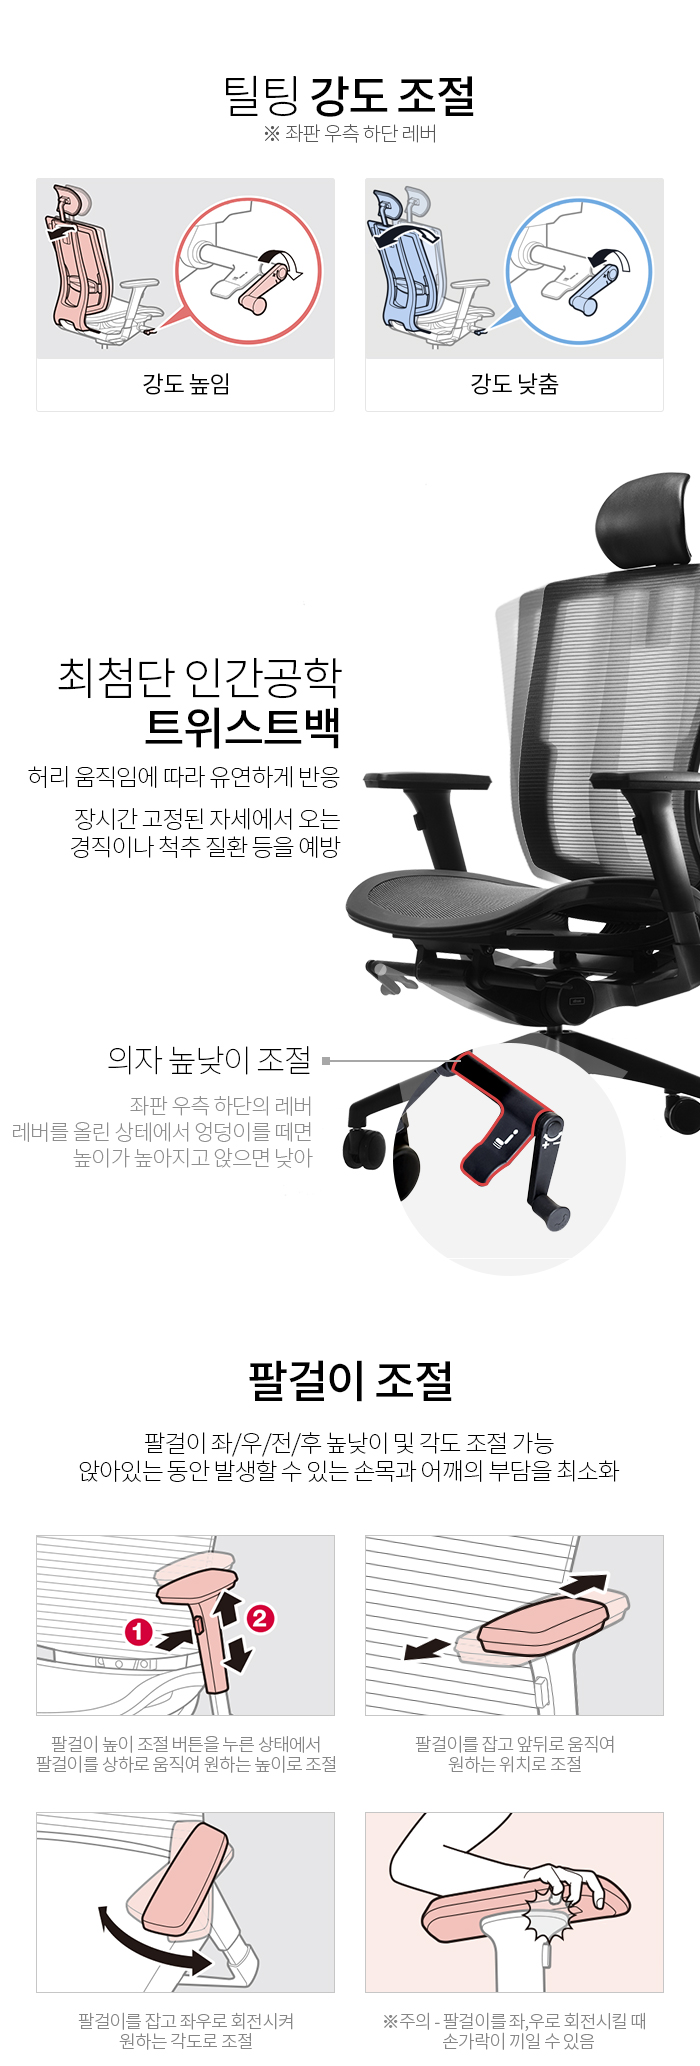 틸팅 강도 조절
※ 좌판 우측 하단 레버
강도 높임
강도 낮춤
최첨단 인간공학
트위스트백
허리 움직임에 따라 유연하게 반응
장시간 고정된 자세에서 오는
경직이나 척추 질환 등을 예방
의자 높낮이 조절
좌판 우측 하단의 레버
레버를 올린 상테에서 엉덩이를 떼면
높이가 높아지고 앉으면 낮아
팔걸이 조절
팔걸이 좌/우/전/후 높낮이 및 각도 조절 가능
앉아있는 동안 발생할 수 있는 손목과 어깨의 부담을 최소화
1
2
팔걸이 높이 조절 버튼을 누른 상태에서
팔걸이를 상하로 움직여 원하는 높이로 조절
팔걸이를 잡고 앞뒤로 움직여
원하는 위치로 조절
팔걸이를 잡고 좌우로 회전시켜
원하는 각도로 조절
※주의 - 팔걸이를 좌,우로 회전시킬 때
손가락이 끼일 수 있음